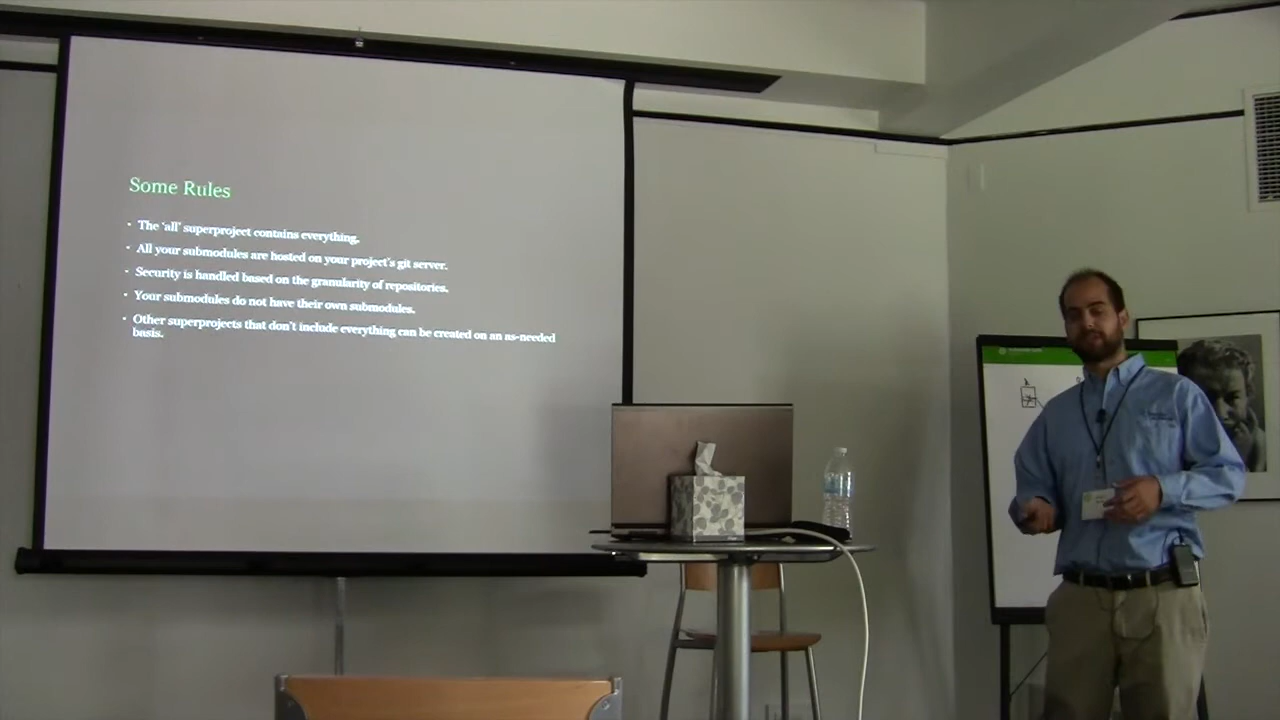 Some Rules
• The 'all' superproject contains everything.
• All your submodules are hosted on your project's git server.
• Security is handled based on the granularity of repositories.
• Your submodules do not have their own submodules.
• Other superprojects that don't include everything can be created on an as-needed
basis.